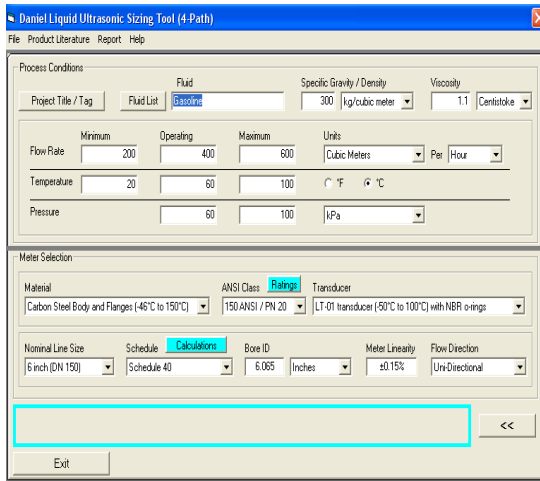 Daniel Liquid Ultrasonic Sizing Tool (4-Path)
File Product Literature Report Help
Process Conditions
Fluid Specific Gravity / Density Viscosity
Project Title / Tag Fluid List Gasoline 300 kg/cubic meter 1.1 Centistoke
Minimum Operating Maximum Units
Flow Rate 200 400 600 Cubic Meters Per Hour
Temperature 20 60 100 °F °C
Pressure 60 100 kPa
Meter Selection
Material ANSI Class Ratings Transducer
Carbon Steel Body and Flanges (-46°C to 150°C) 150 ANSI / PN 20 LT-01 transducer (-50°C to 100°C) with NBR o-rings
Nominal Line Size Schedule Calculations Bore ID Meter Linearity Flow Direction
6 inch (DN 150) Schedule 40 6.065 Inches ±0.15% Uni-Directional
<<
Exit